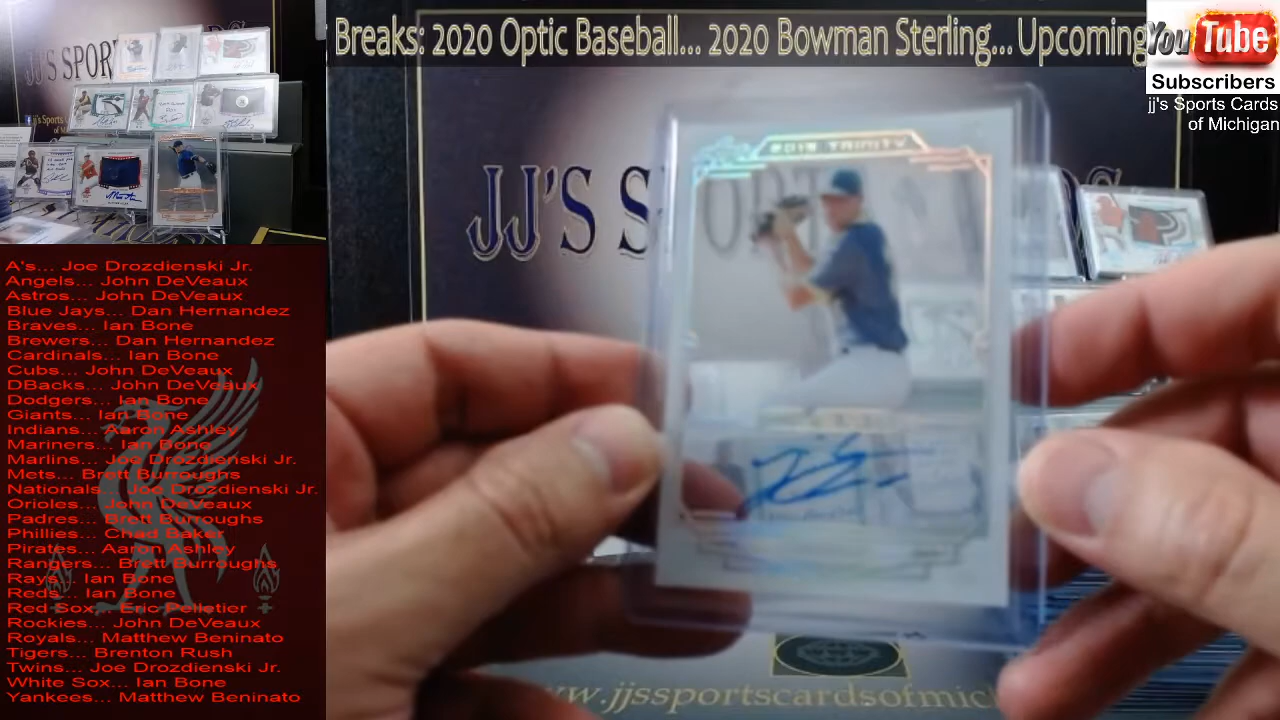 Breaks: 2020 Optic Baseball... 2020 Bowman Sterling... Upcoming
You Tube
Subscribers
jj's Sports Cards
of Michigan
JJ'S SPOR
JJ'S S
2015 TRINITY
A's... Joe Drozdienski Jr.
Angels... John DeVeaux
Astros... John DeVeaux
Blue Jays... Dan Hernandez
Braves... Ian Bone
Brewers... Dan Hernandez
Cardinals... Ian Bone
Cubs... John DeVeaux
DBacks... John DeVeaux
Dodgers... Ian Bone
Giants... Ian Bone
Indians... Aaron Ashley
Mariners... Ian Bone
Marlins... Joe Drozdienski Jr.
Mets... Brett Burroughs
Nationals... Joe Drozdienski Jr.
Orioles... John DeVeaux
Padres... Brett Burroughs
Phillies... Chad Baker
Pirates... Aaron Ashley
Rangers... Brett Burroughs
Rays... Ian Bone
Reds... Ian Bone
Red Sox... Eric Pelletier
Rockies... John DeVeaux
Royals... Matthew Beninato
Tigers... Brenton Rush
Twins... Joe Drozdienski Jr.
White Sox... Ian Bone
Yankees... Matthew Beninato
www.jjssportscardsofmich